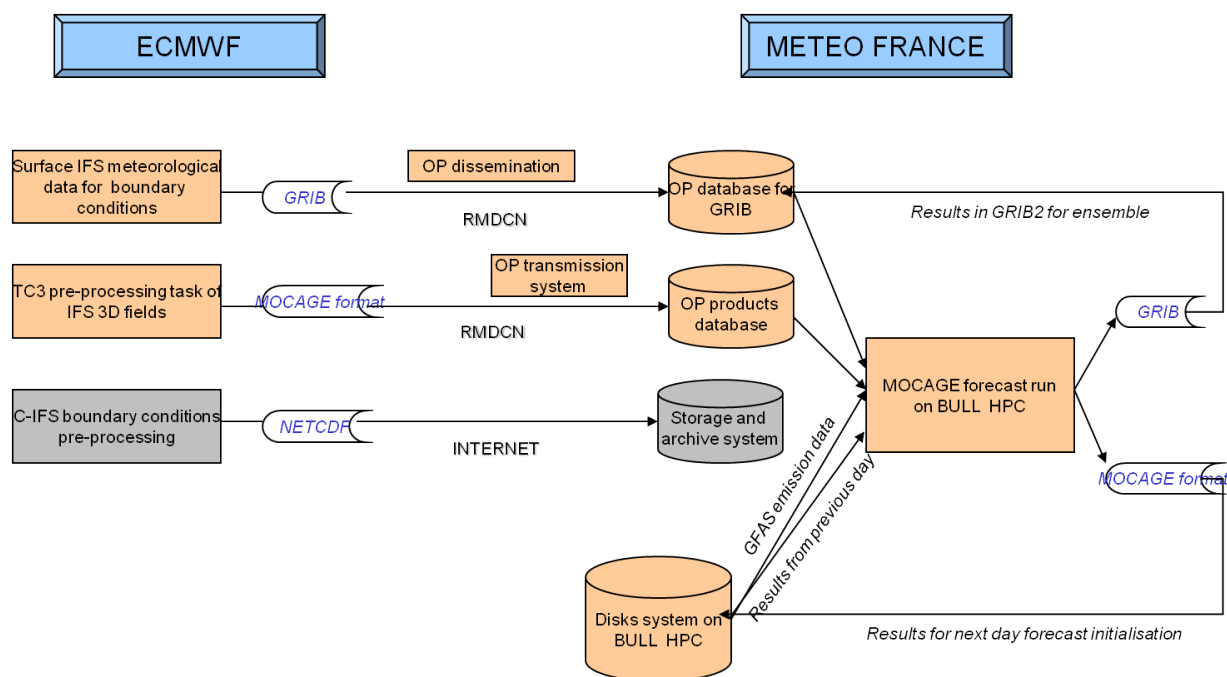 ECMWF
METEO FRANCE
Surface IFS meteorological
data for boundary
conditions
GRIB
OP dissemination
RMDCN
OP database for
GRIB
Results in GRIB2 for ensemble
TC3 pre-processing task of
IFS 3D fields
MOCAGE format
OP transmission
system
RMDCN
OP products
database
GRIB
MOCAGE forecast run
on BULL HPC
C-IFS boundary conditions
pre-processing
NETCDF
INTERNET
Storage and
archive system
MOCAGE format
GFAS emission data
Results from previous day
Disks system on
BULL HPC
Results for next day forecast initialisation